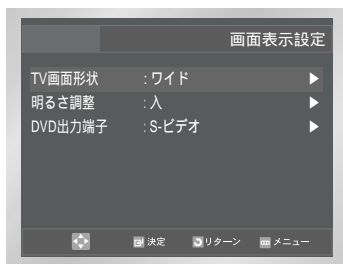 画面表示設定
TV画面形状 : ワイド ▶
明るさ調整 : 入 ▶
DVD出力端子 : S-ビデオ ▶
決定 リターン メニュー